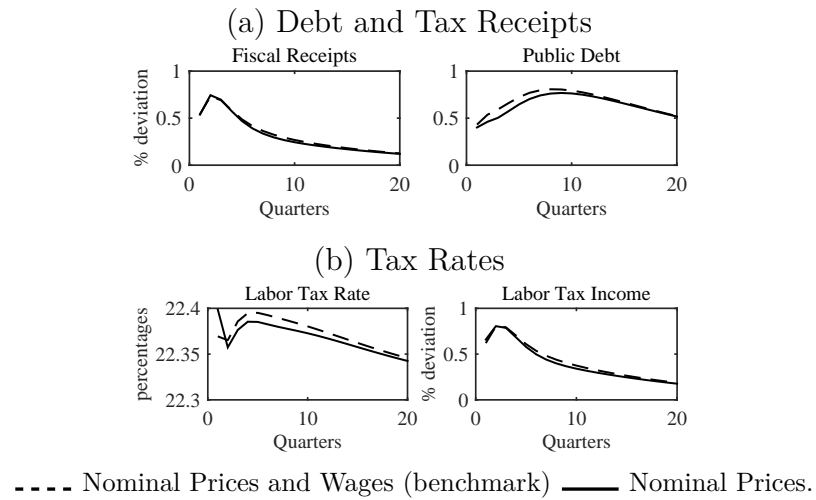 (a) Debt and Tax Receipts
Fiscal Receipts
Public Debt
% deviation
1
0.5
0
0
10
20
Quarters
1
0.5
0
0
10
20
Quarters
(b) Tax Rates
Labor Tax Rate
Labor Tax Income
percentages
22.4
22.35
22.3
0
10
20
Quarters
% deviation
1
0.5
0
0
10
20
Quarters
Nominal Prices and Wages (benchmark)
Nominal Prices.